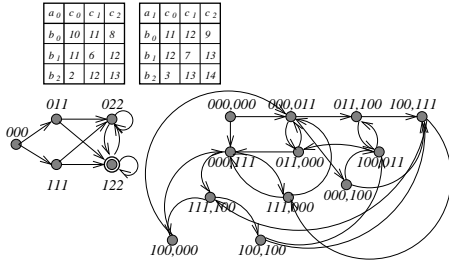 a0 c0 c1 c2
b0 10 11 8
b1 11 6 12
b2 2 12 13
a0 c0 c1 c2
b0 11 12 9
b1 12 7 13
b2 3 13 14
011 022
000
111 122
000,000 000,011 011,100 100,111
000,111 011,000 100,011
000,100
111,100 111,000
100,000 100,100